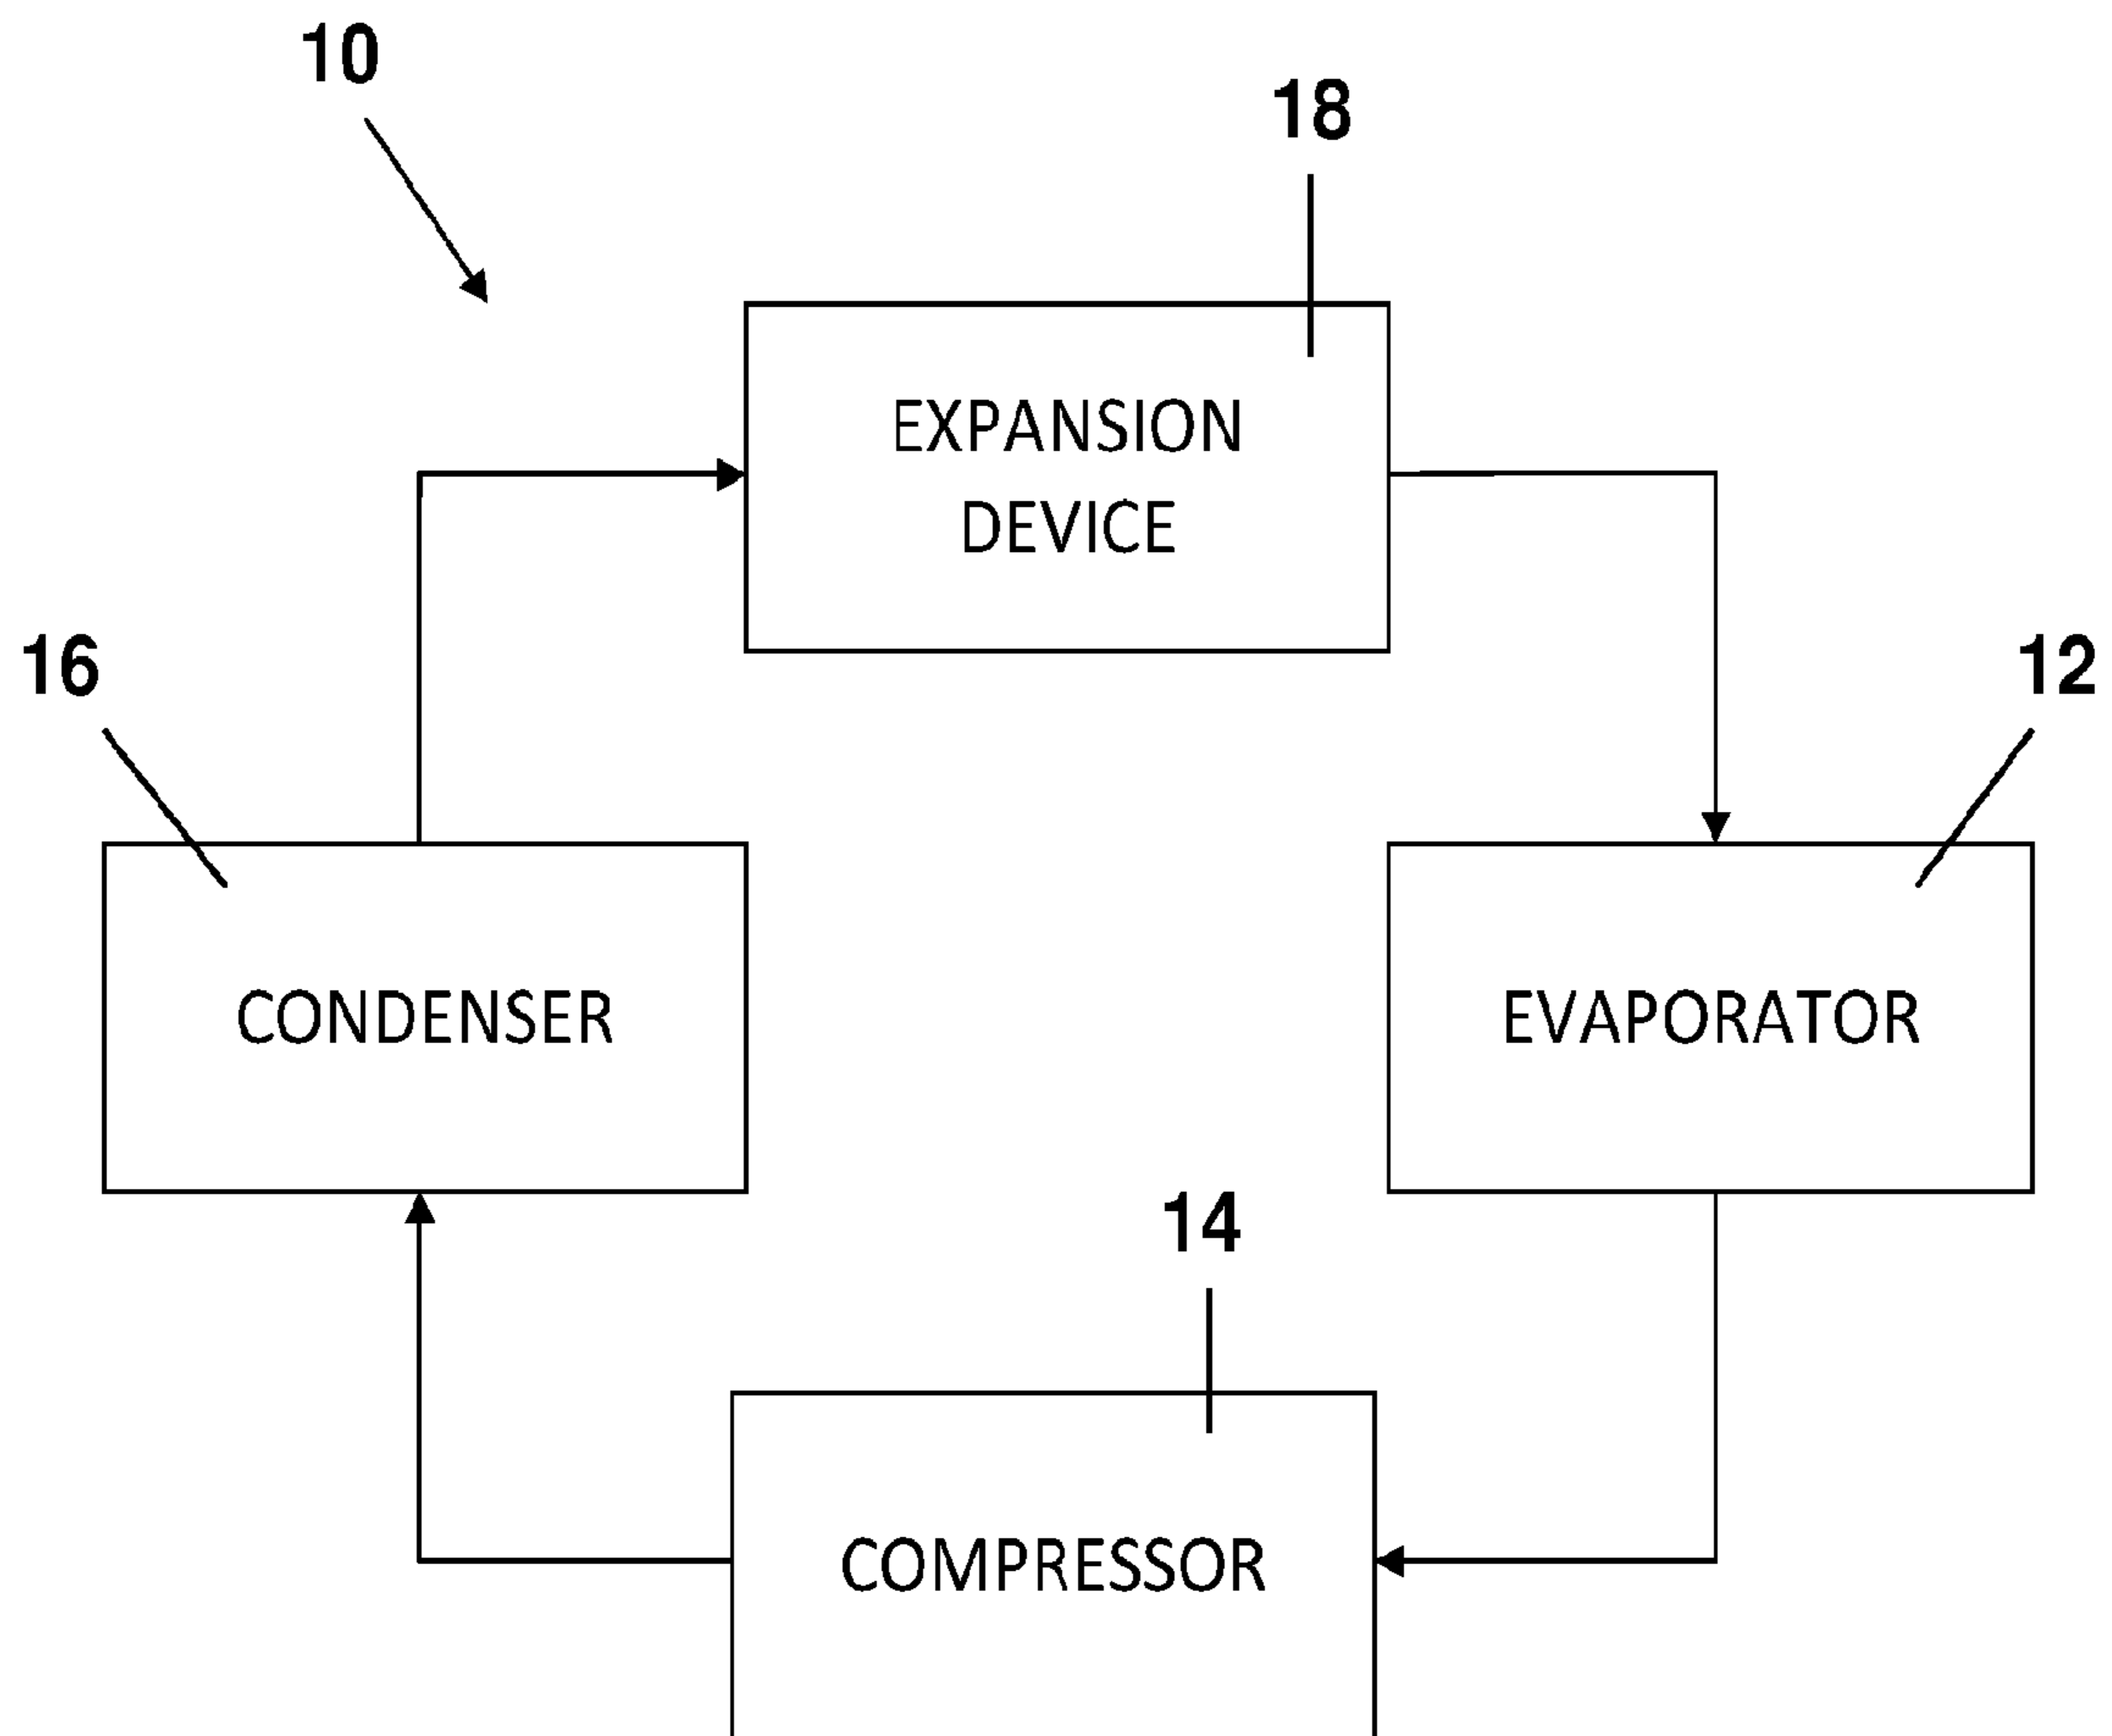 10
18
EXPANSION
DEVICE
16
12
CONDENSER
EVAPORATOR
14
COMPRESSOR